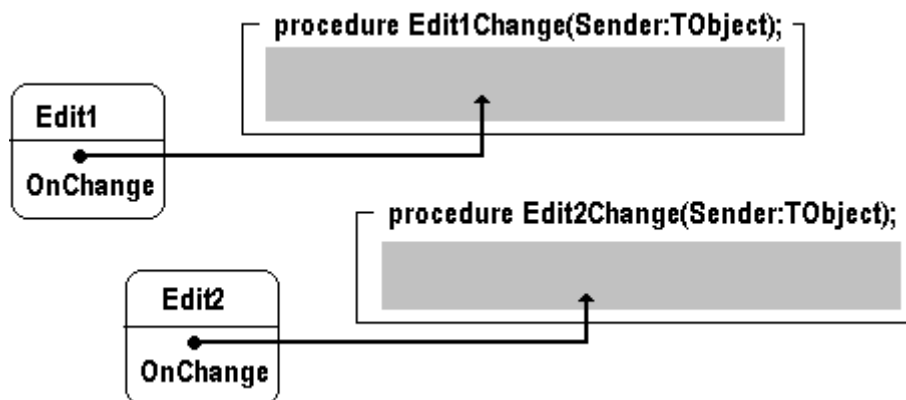 procedure Edit1Change(Sender:TObject);
Edit1
OnChange
procedure Edit2Change(Sender:TObject);
Edit2
OnChange